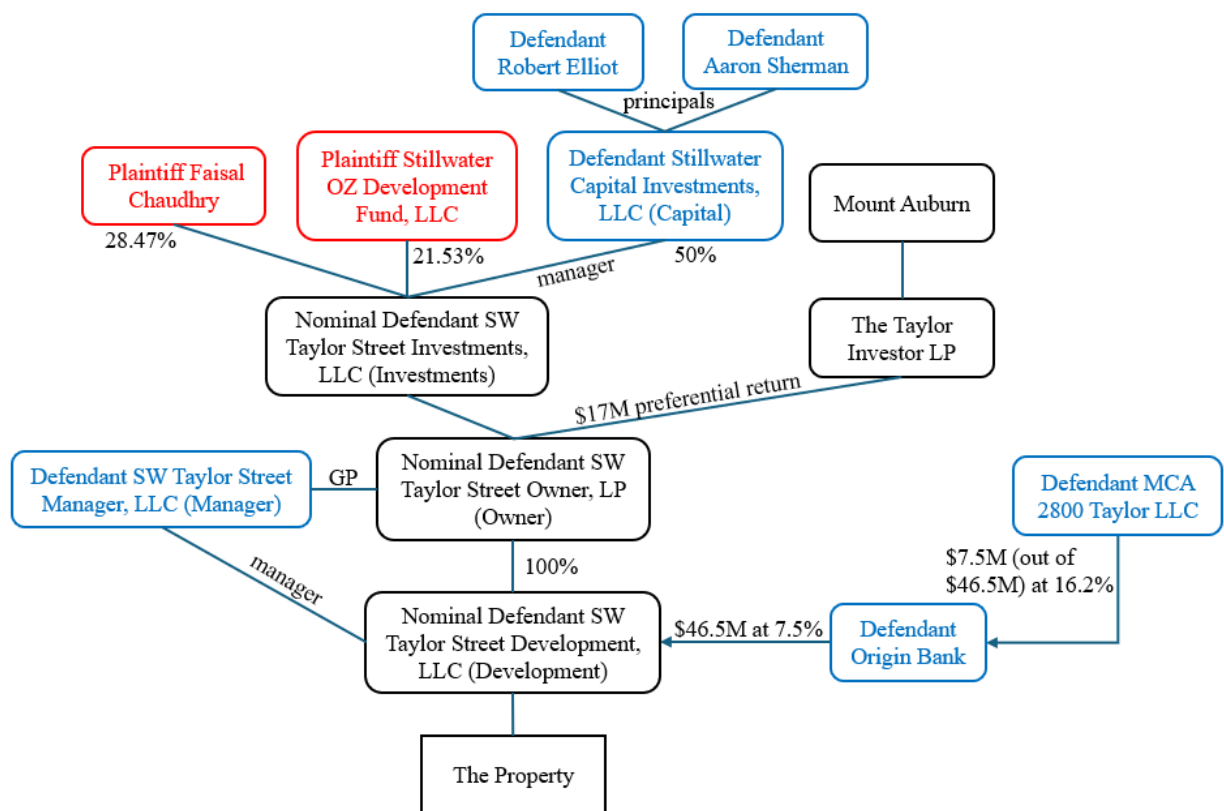 Defendant
Robert Elliot
Defendant
Aaron Sherman
principals
Plaintiff Faisal
Chaudhry
Plaintiff Stillwater
OZ Development
Fund, LLC
Defendant Stillwater
Capital Investments,
LLC (Capital)
Mount Auburn
28.47%
21.53%
manager
50%
Nominal Defendant SW
Taylor Street Investments,
LLC (Investments)
The Taylor
Investor LP
$17M preferential return
Defendant SW Taylor Street
Manager, LLC (Manager)
GP
Nominal Defendant SW
Taylor Street Owner, LP
(Owner)
Defendant MCA
2800 Taylor LLC
manager
100%
$7.5M (out of
$46.5M) at 16.2%
Nominal Defendant SW
Taylor Street Development,
LLC (Development)
$46.5M at 7.5%
Defendant
Origin Bank
The Property